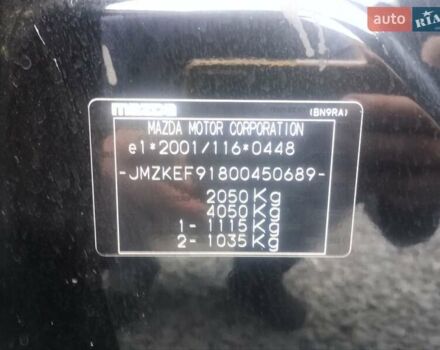 auto RIA
mazda
(BN9RA)
MAZDA MOTOR CORPORATION
e1*2001/116*0448
-JMZKEF91800450689-
2050 Kg
4050 Kg
1- 1115 Kg
2- 1035 Kg